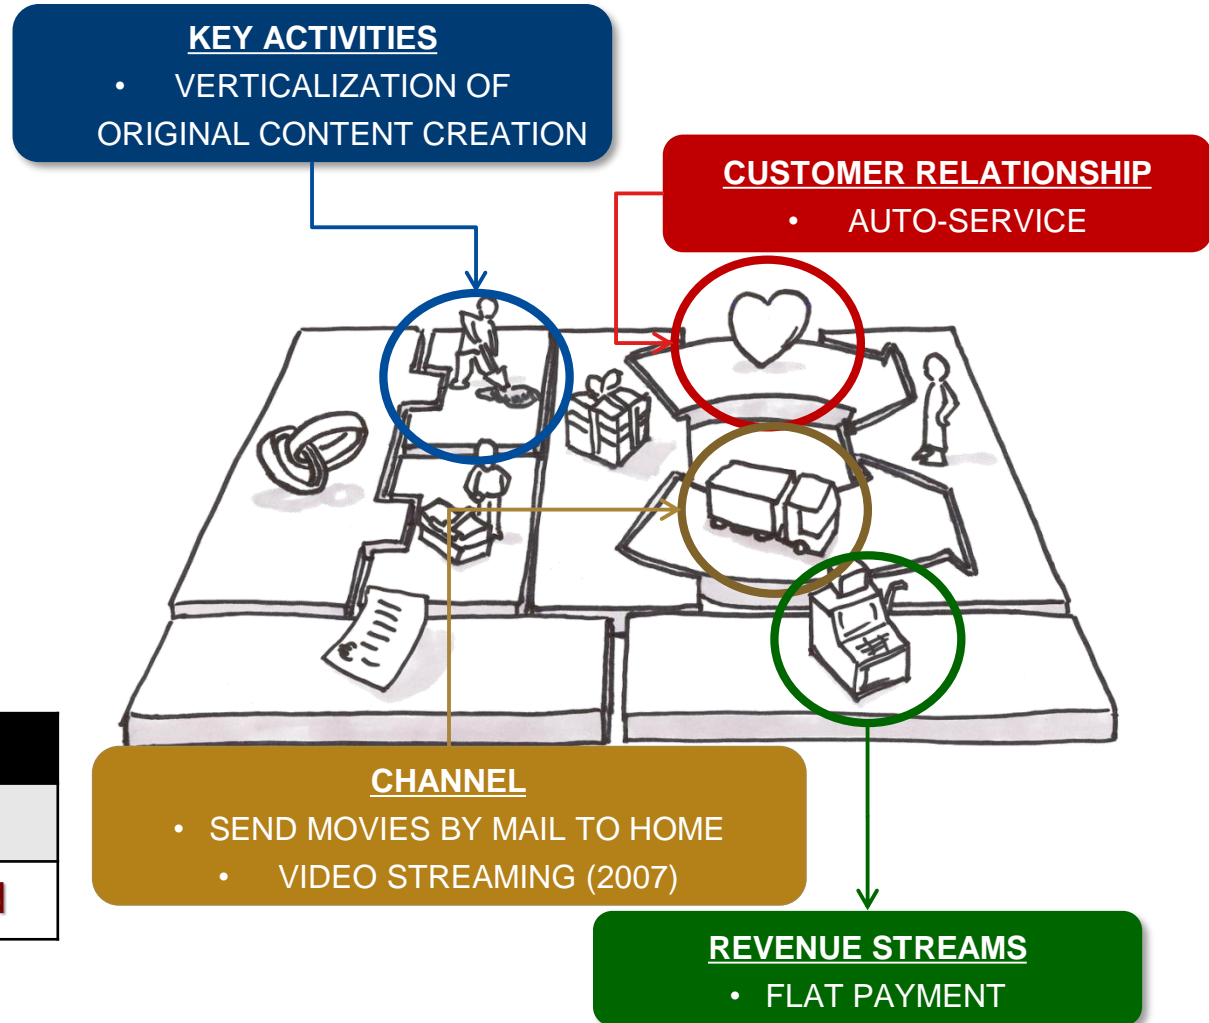 KEY ACTIVITIES
• VERTICALIZATION OF
ORIGINAL CONTENT CREATION
CUSTOMER RELATIONSHIP
• AUTO-SERVICE
CHANNEL
• SEND MOVIES BY MAIL TO HOME
• VIDEO STREAMING (2007)
REVENUE STREAMS
• FLAT PAYMENT